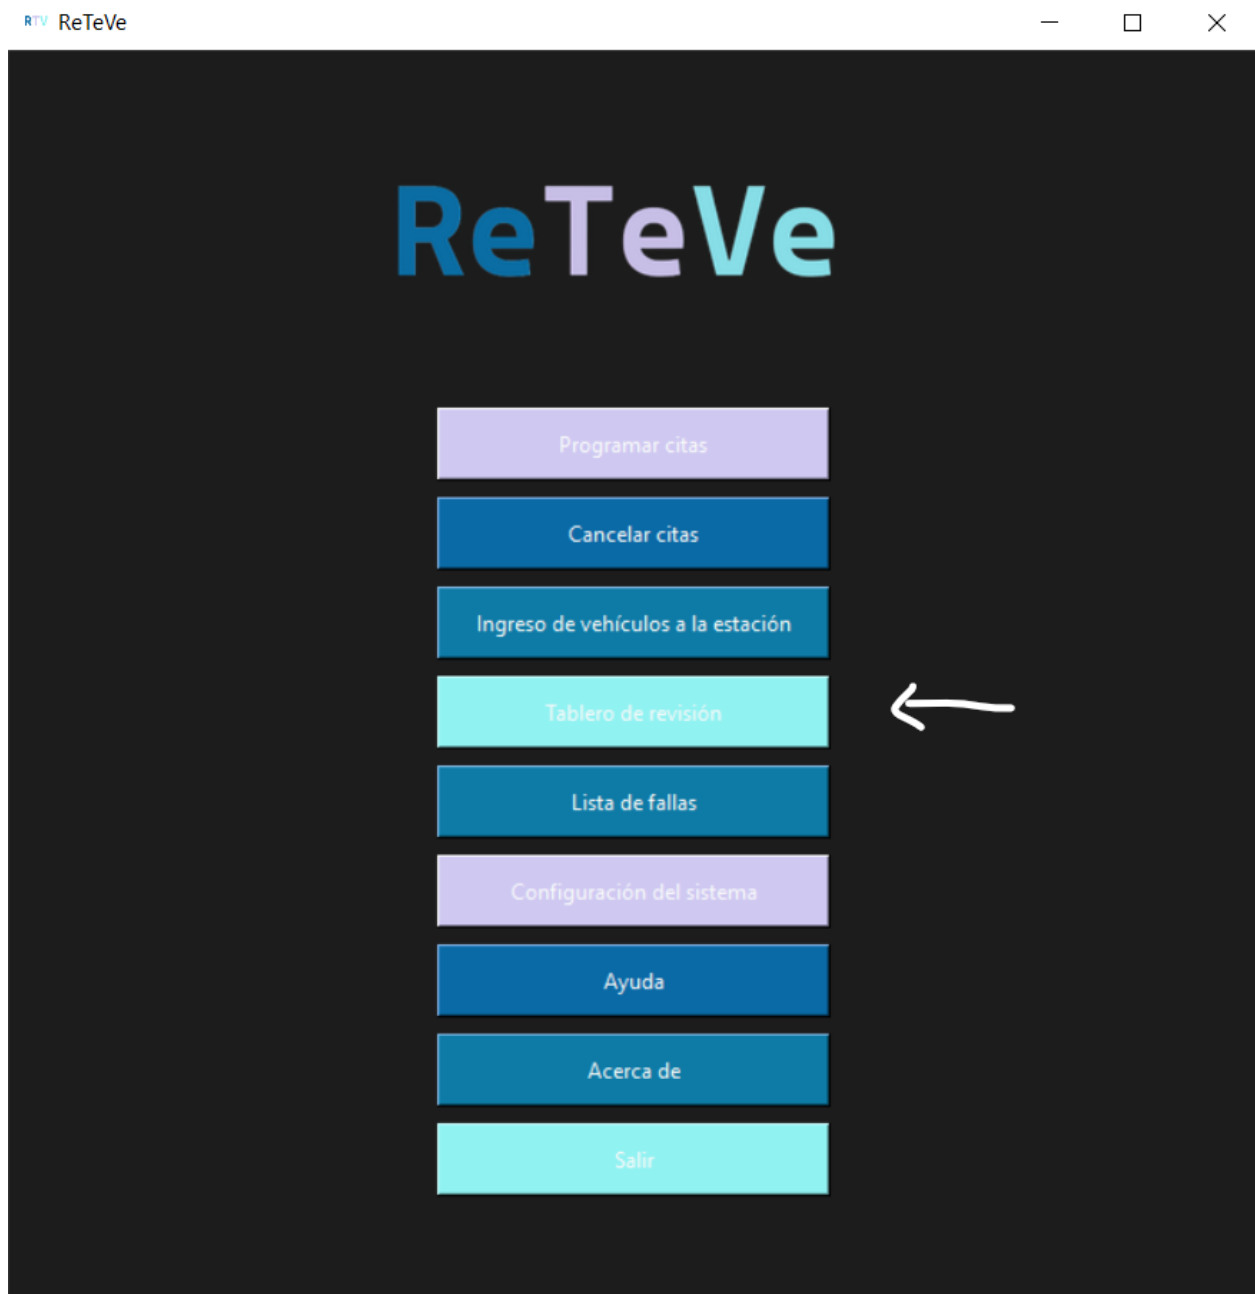 RTV ReTeVe
ReTeVe
Programar citas
Cancelar citas
Ingreso de vehículos a la estación
Tablero de revisión
Lista de fallas
Configuración del sistema
Ayuda
Acerca de
Salir